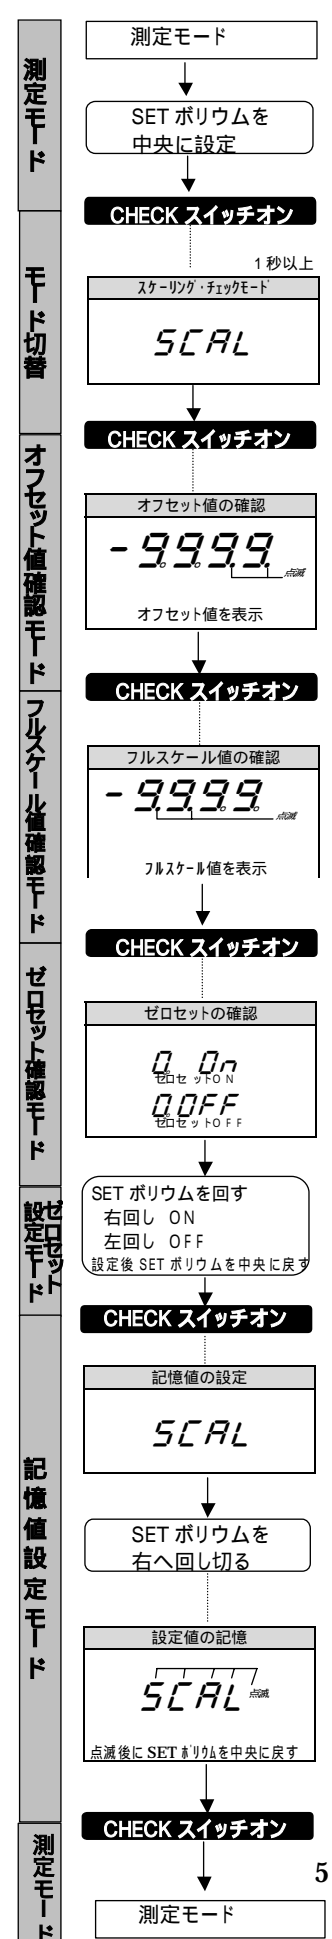 測定モード
測定モード
SET ボリウムを
中央に設定
CHECK スイッチオン
モード切替
1 秒以上
スケーリング・チェックモード
SCAL
CHECK スイッチオン
オフセット値確認モード
オフセット値の確認
-9.9.9.9.
点滅
オフセット値を表示
CHECK スイッチオン
フルスケール値確認モード
フルスケール値の確認
-9.9.9.9.
点滅
フルスケール値を表示
CHECK スイッチオン
ゼロセット確認モード
ゼロセットの確認
0. On
ゼロセットON
0.OFF
ゼロセットOFF
ゼロセット
設定モード
SET ボリウムを回す
右回し ON
左回し OFF
設定後 SET ボリウムを中央に戻す
CHECK スイッチオン
記憶値設定モード
記憶値の設定
SCAL
SET ボリウムを
右へ回し切る
設定値の記憶
SCAL
点滅
点滅後に SET ボリウムを中央に戻す
CHECK スイッチオン
測定モード
5
測定モード